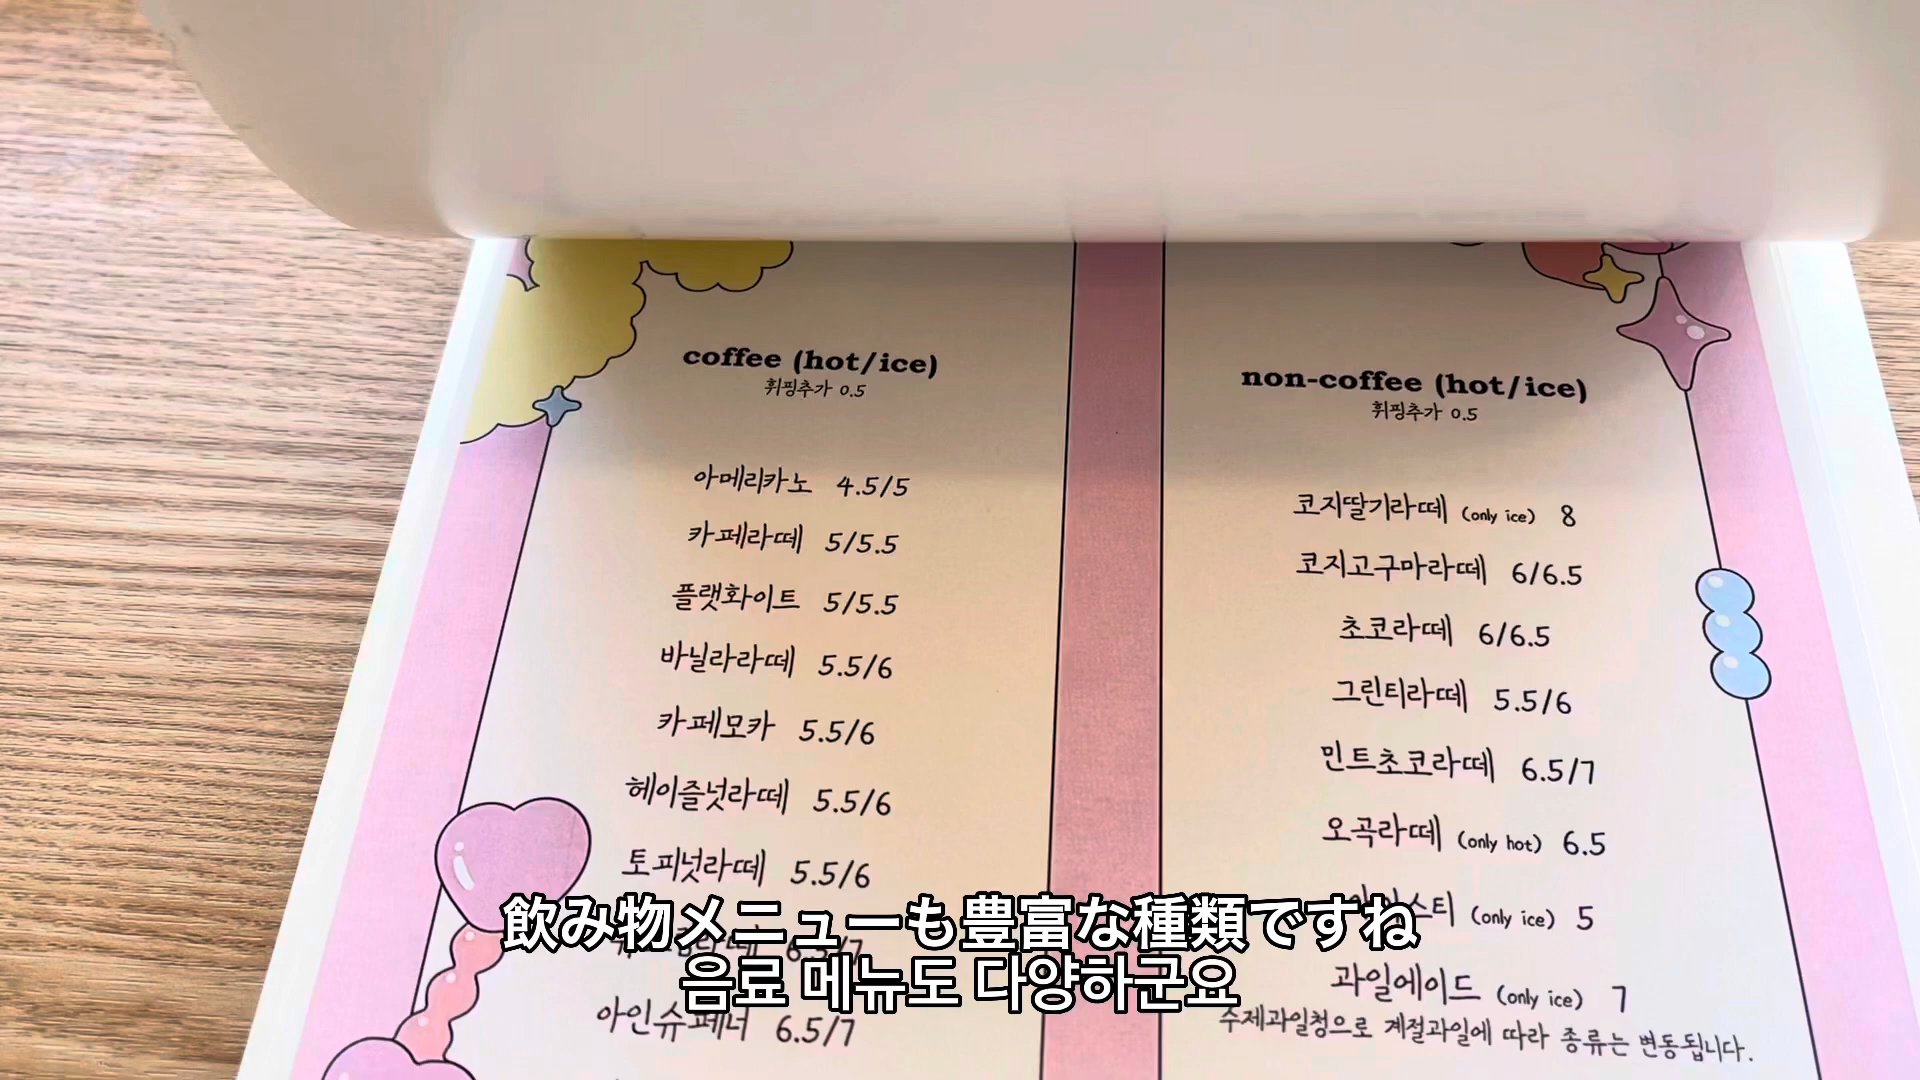 coffee (hot/ice)
휘핑추가 0.5
아메리카노 4.5/5
카페라떼 5/5.5
플랫화이트 5/5.5
바닐라라떼 5.5/6
카페모카 5.5/6
헤이즐넛라떼 5.5/6
토피넛라떼 5.5/6
6.5/7
아인슈페너 6.5/7
non-coffee (hot/ice)
휘핑추가 0.5
코지딸기라떼 (only ice) 8
코지고구마라떼 6/6.5
초코라떼 6/6.5
그린티라떼 5.5/6
민트초코라떼 6.5/7
오곡라떼 (only hot) 6.5
(only ice) 5
과일에이드 (only ice) 7
수제과일청으로 계절과일에 따라 종류는 변동됩니다.
飲み物メニューも豊富な種類ですね
음료 메뉴도 다양하군요